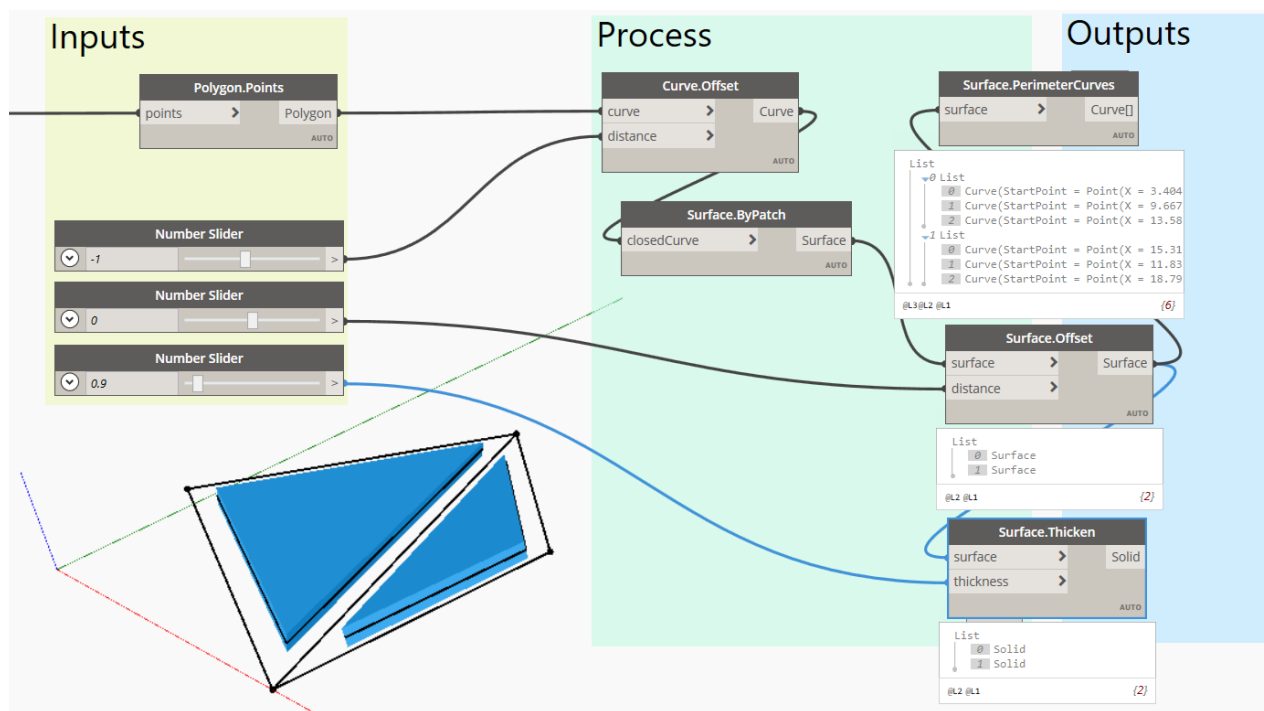 Inputs
Process
Outputs
Polygon.Points
points > Polygon
AUTO
Number Slider
-1 >
Number Slider
0 >
Number Slider
0.9 >
Curve.Offset
curve > Curve
distance >
AUTO
Surface.ByPatch
closedCurve > Surface
AUTO
Surface.PerimeterCurves
surface > Curve[]
AUTO
List
0 List
0 Curve(StartPoint = Point(X = 3.404
1 Curve(StartPoint = Point(X = 9.667
2 Curve(StartPoint = Point(X = 13.58
1 List
0 Curve(StartPoint = Point(X = 15.31
1 Curve(StartPoint = Point(X = 11.83
2 Curve(StartPoint = Point(X = 18.79
@L3 @L2 @L1 {6}
Surface.Offset
surface > Surface
distance >
AUTO
List
0 Surface
1 Surface
@L2 @L1 {2}
Surface.Thicken
surface > Solid
thickness >
AUTO
List
0 Solid
1 Solid
@L2 @L1 {2}